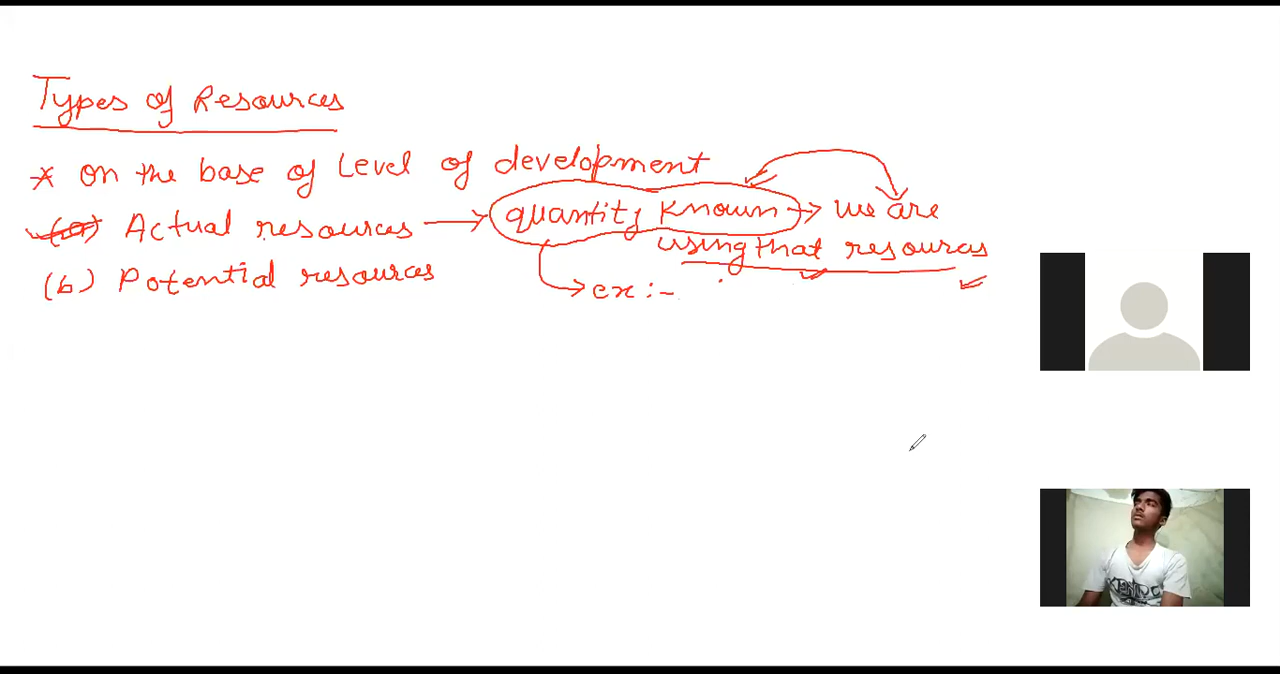 Types of Resources
* on the base of Level of development
(a) Actual resources → quantity known → we are
using that resources
(b) Potential resources
→ ex :-